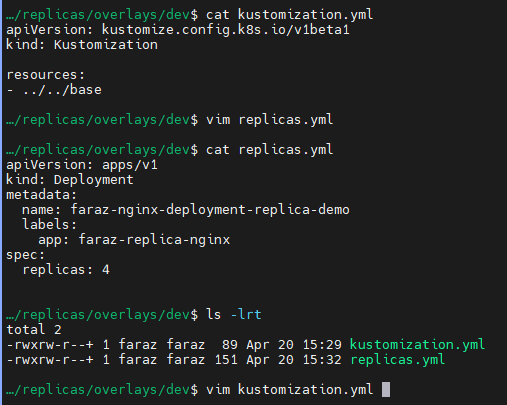 …/replicas/overlays/dev$ cat kustomization.yml
apiVersion: kustomize.config.k8s.io/v1beta1
kind: Kustomization

resources:
- ../../base

…/replicas/overlays/dev$ vim replicas.yml

…/replicas/overlays/dev$ cat replicas.yml
apiVersion: apps/v1
kind: Deployment
metadata:
  name: faraz-nginx-deployment-replica-demo
  labels:
    app: faraz-replica-nginx
spec:
  replicas: 4

…/replicas/overlays/dev$ ls -lrt
total 2
-rwxrw-r--+ 1 faraz faraz  89 Apr 20 15:29 kustomization.yml
-rwxrw-r--+ 1 faraz faraz 151 Apr 20 15:32 replicas.yml

…/replicas/overlays/dev$ vim kustomization.yml